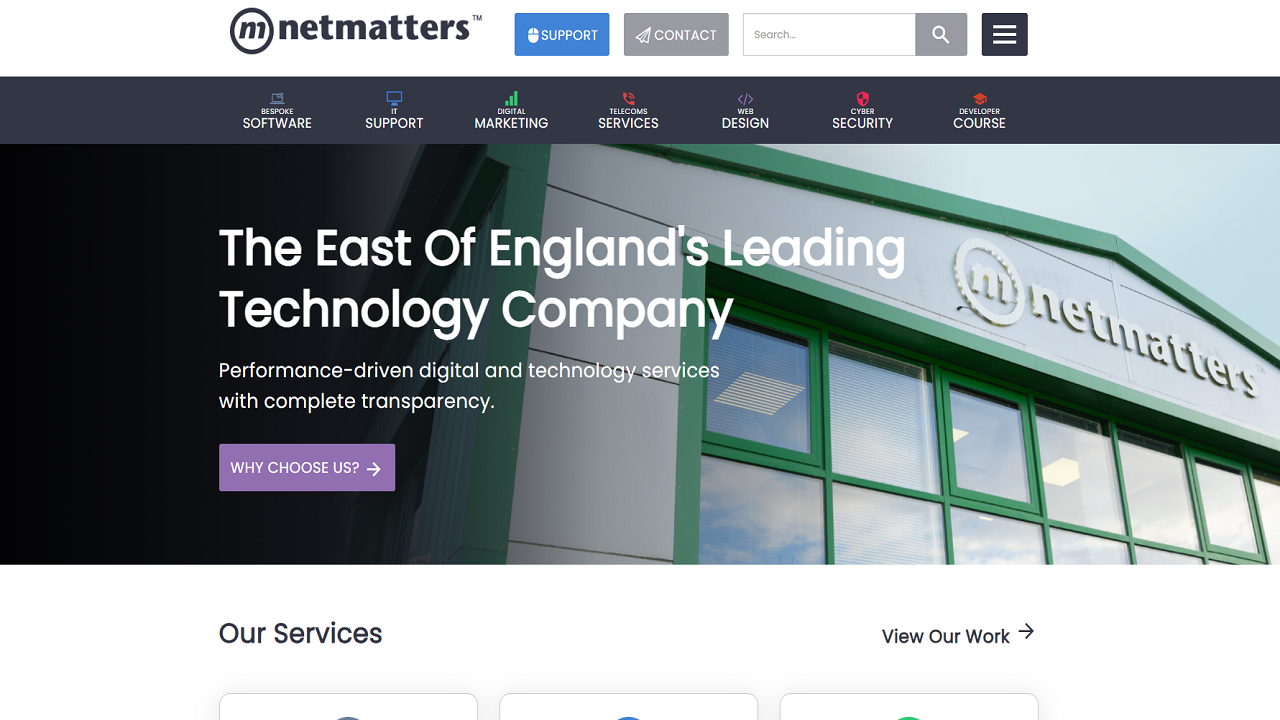 netmatters™
SUPPORT
CONTACT
Search...
BESPOKE
SOFTWARE
IT
SUPPORT
DIGITAL
MARKETING
TELECOMS
SERVICES
WEB
DESIGN
CYBER
SECURITY
DEVELOPER
COURSE
The East Of England's Leading
Technology Company
Performance-driven digital and technology services
with complete transparency.
WHY CHOOSE US?
m netmatters™
Our Services
View Our Work